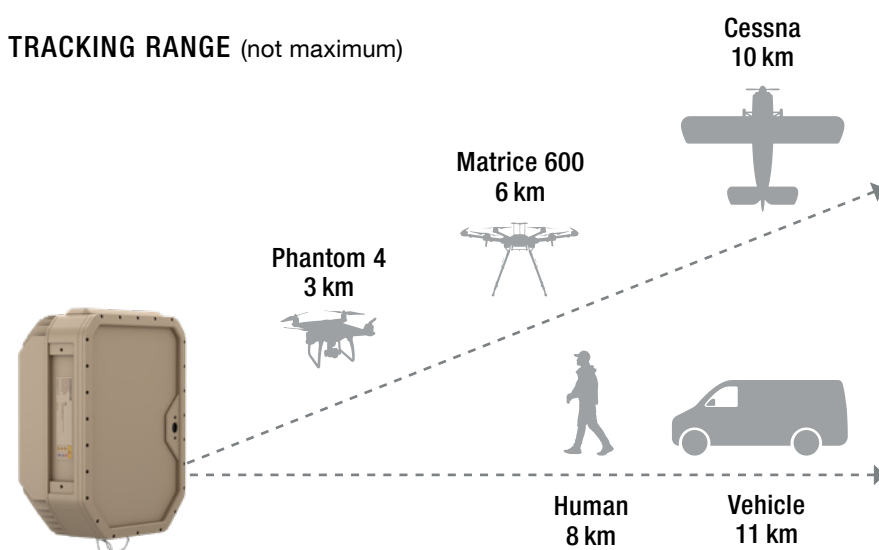 TRACKING RANGE (not maximum)
Cessna
10 km
Matrice 600
6 km
Phantom 4
3 km
Human
8 km
Vehicle
11 km